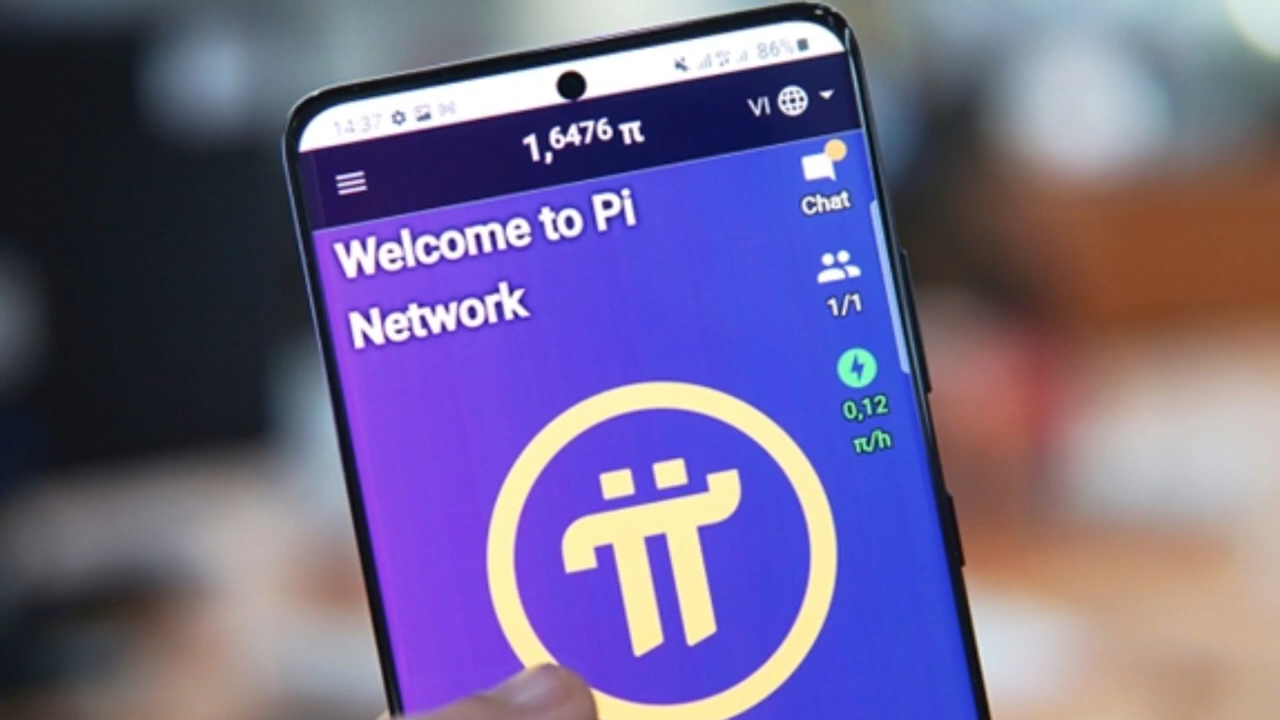 14:37 86%
1,6476 π
VI
Welcome to Pi
Network
Chat
1/1
0,12
π/h